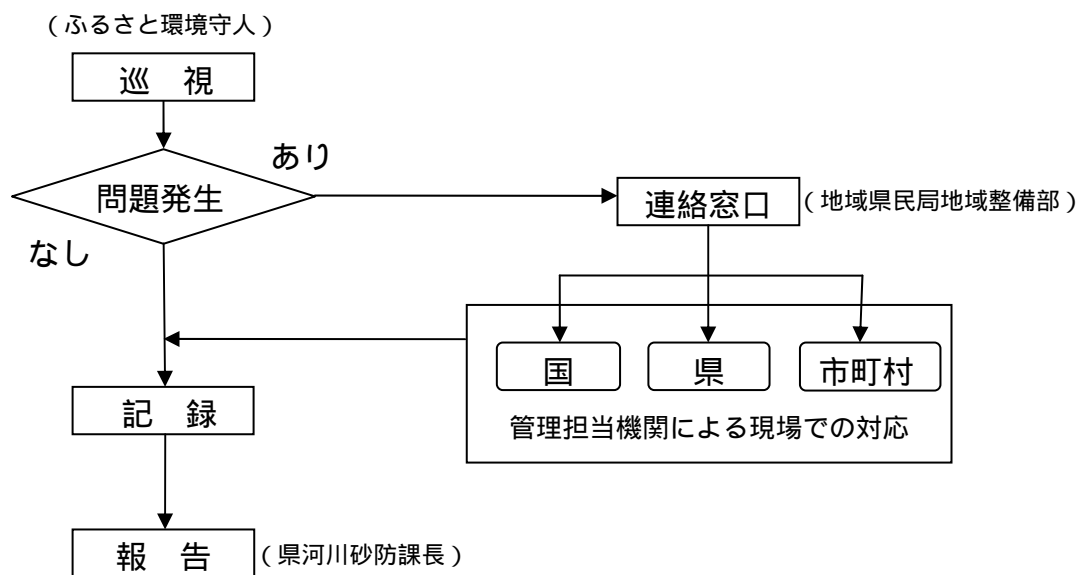 （ふるさと環境守人）
巡　視
あり
問題発生
連絡窓口
（地域県民局地域整備部）
なし
国
県
市町村
管理担当機関による現場での対応
記　録
報　告
（県河川砂防課長）